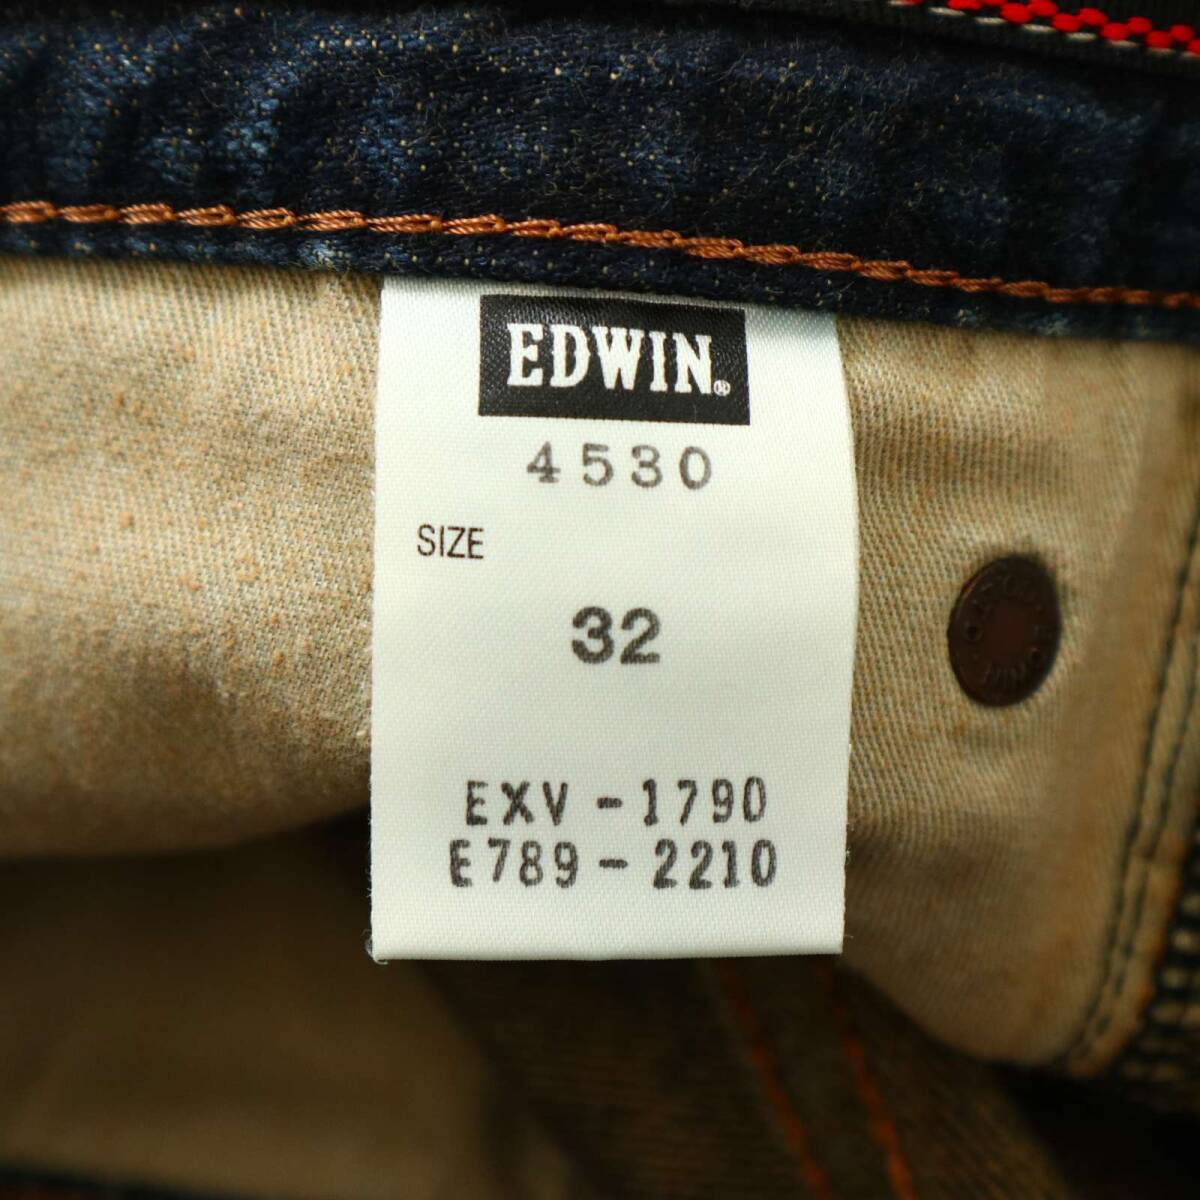 EDWIN®
4530
SIZE
32
EXV-1790
E789-2210